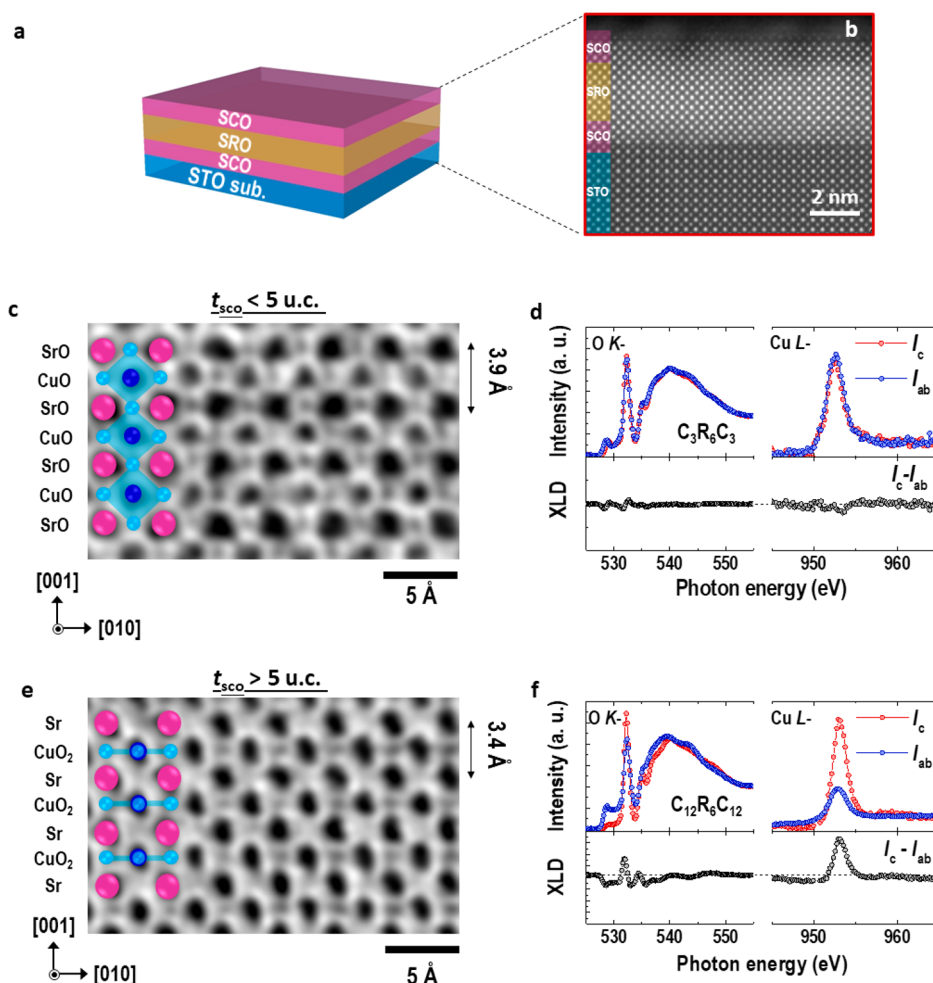 a
SCO
SRO
SCO
STO sub.
b
SCO
SRO
SCO
STO
2 nm
c
t_sco < 5 u.c.
SrO
CuO
SrO
CuO
SrO
CuO
SrO
3.9 Å
[001]
[010]
5 Å
d
O K-
Cu L-
I_c
I_ab
Intensity (a. u.)
C₃R₆C₃
I_c-I_ab
XLD
530 540 550 950 960
Photon energy (eV)
e
t_sco > 5 u.c.
Sr
CuO₂
Sr
CuO₂
Sr
CuO₂
Sr
3.4 Å
[001]
[010]
5 Å
f
O K-
Cu L-
I_c
I_ab
Intensity (a. u.)
C₁₂R₆C₁₂
I_c - I_ab
XLD
530 540 550 950 960
Photon energy (eV)